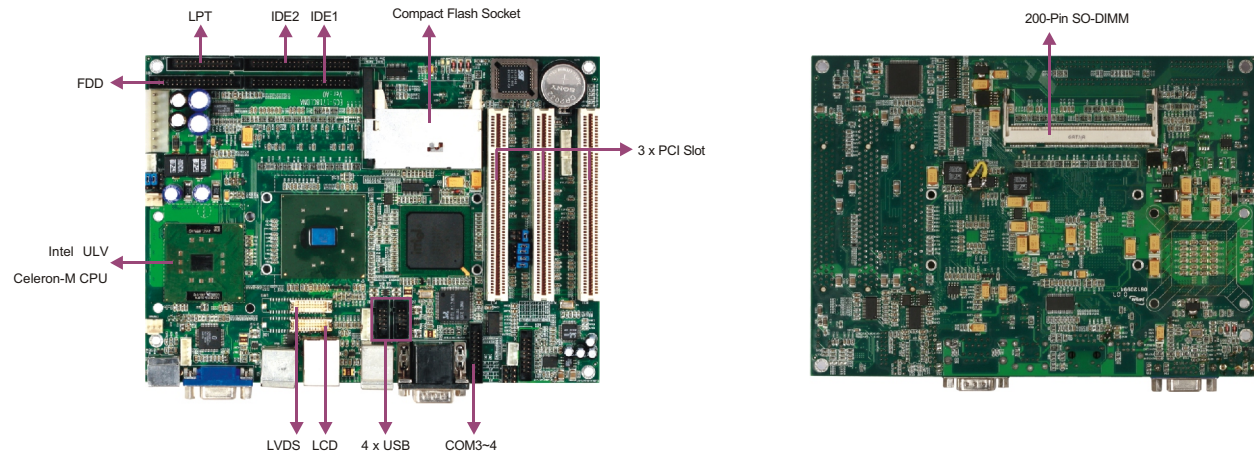 LPT
IDE2
IDE1
Compact Flash Socket
200-Pin SO-DIMM
FDD
SONY
3 x PCI Slot
Intel ULV
Celeron-M CPU
LVDS
LCD
4 x USB
COM3~4